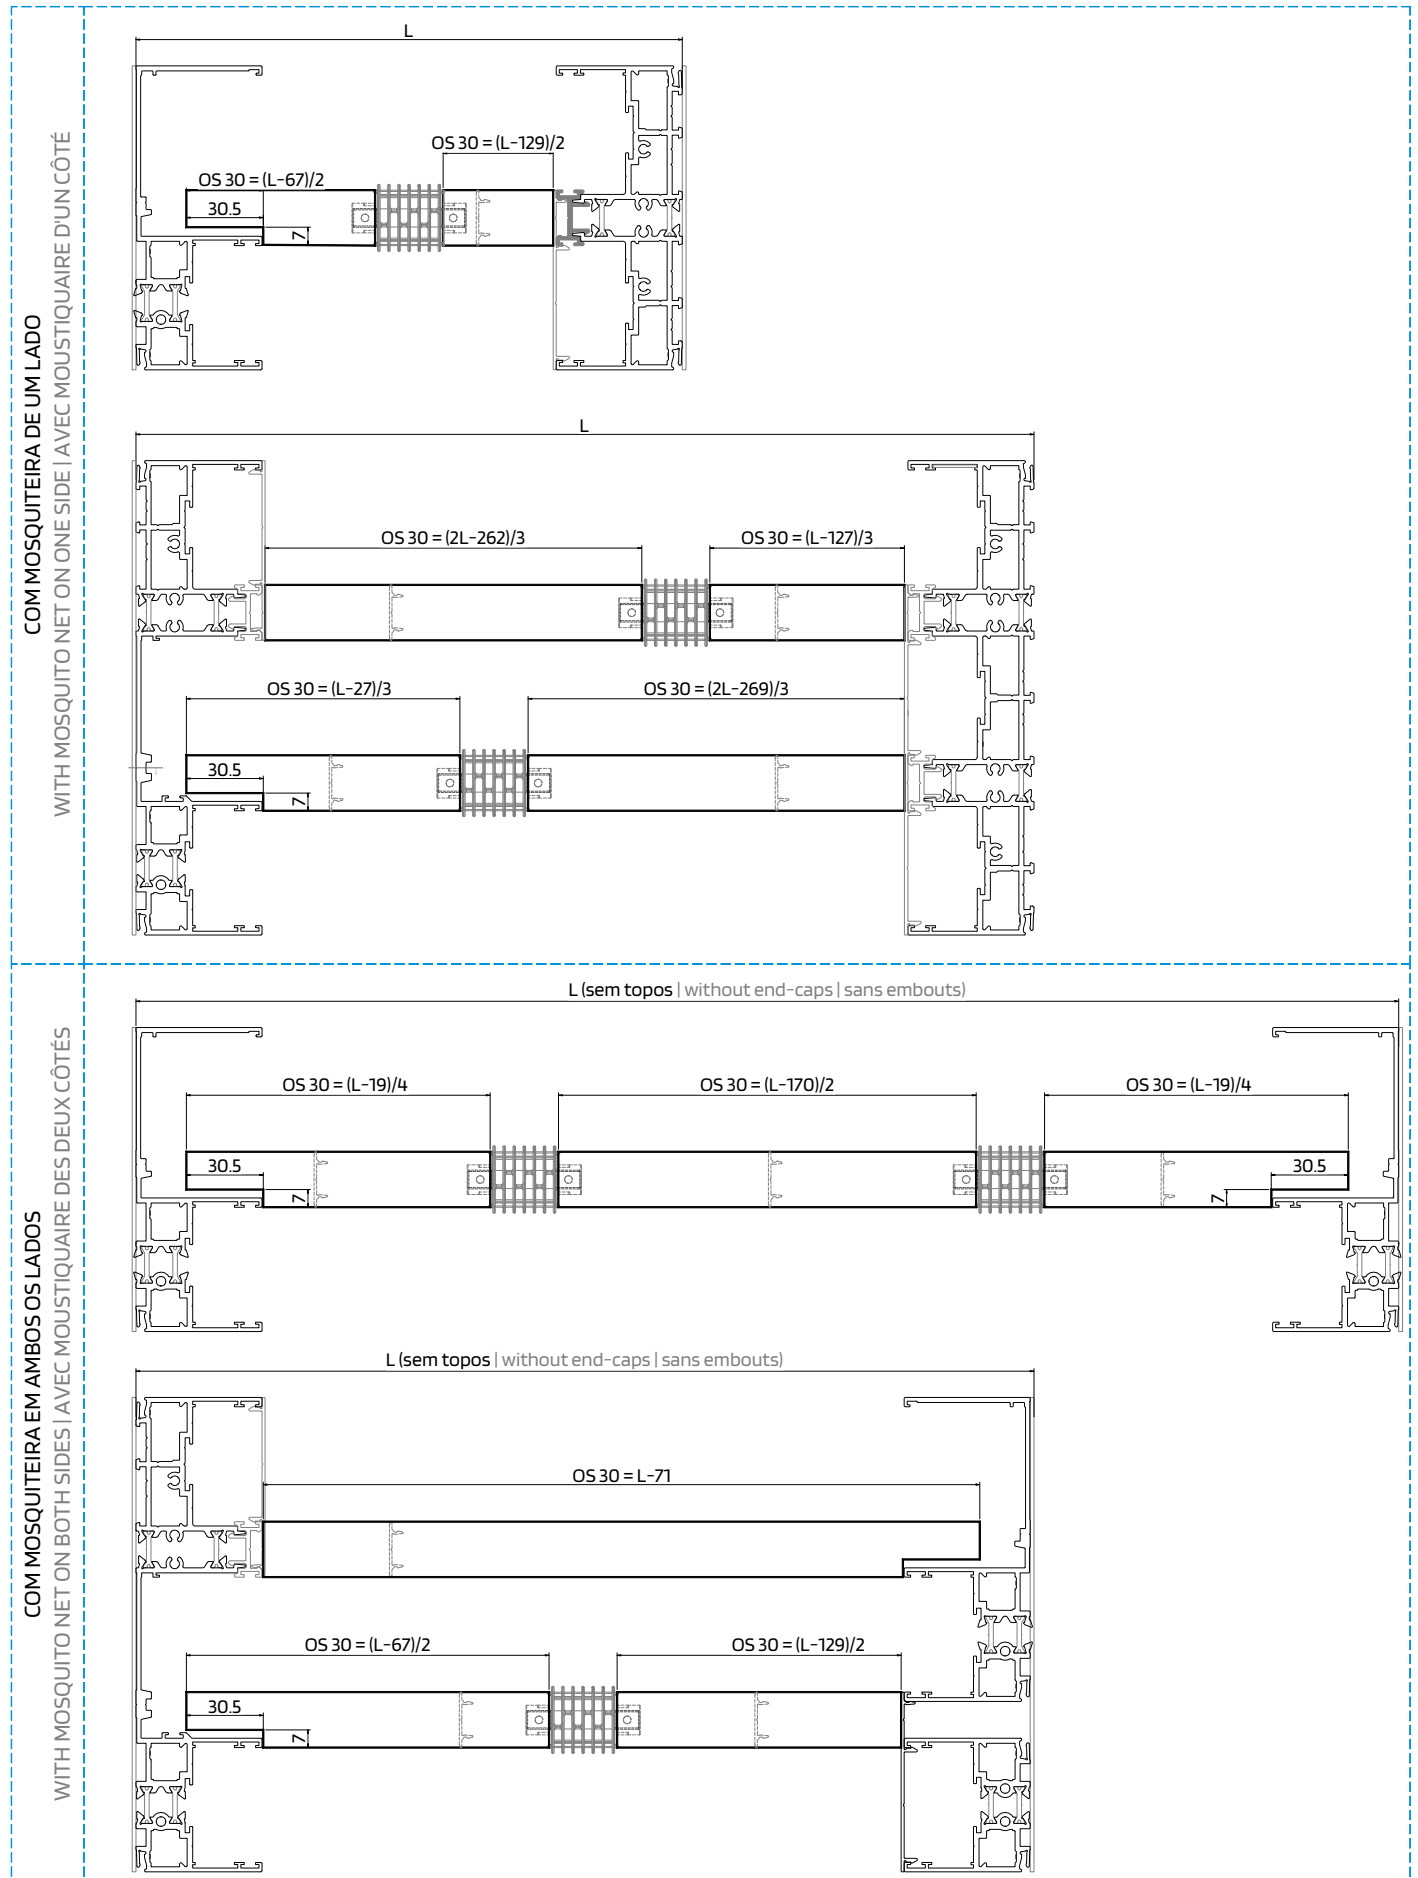 COM MOSQUITEIRA DE UM LADO
WITH MOSQUITO NET ON ONE SIDE | AVEC MOUSTIQUAIRE D'UN CÔTÉ
L
OS 30 = (L-129)/2
OS 30 = (L-67)/2
30.5
7
L
OS 30 = (2L-262)/3
OS 30 = (L-127)/3
OS 30 = (L-27)/3
OS 30 = (2L-269)/3
30.5
7
COM MOSQUITEIRA EM AMBOS OS LADOS
WITH MOSQUITO NET ON BOTH SIDES | AVEC MOUSTIQUAIRE DES DEUX CÔTÉS
L (sem topos | without end-caps | sans embouts)
OS 30 = (L-19)/4
OS 30 = (L-170)/2
OS 30 = (L-19)/4
30.5
30.5
7
7
L (sem topos | without end-caps | sans embouts)
OS 30 = L-71
OS 30 = (L-67)/2
OS 30 = (L-129)/2
30.5
7